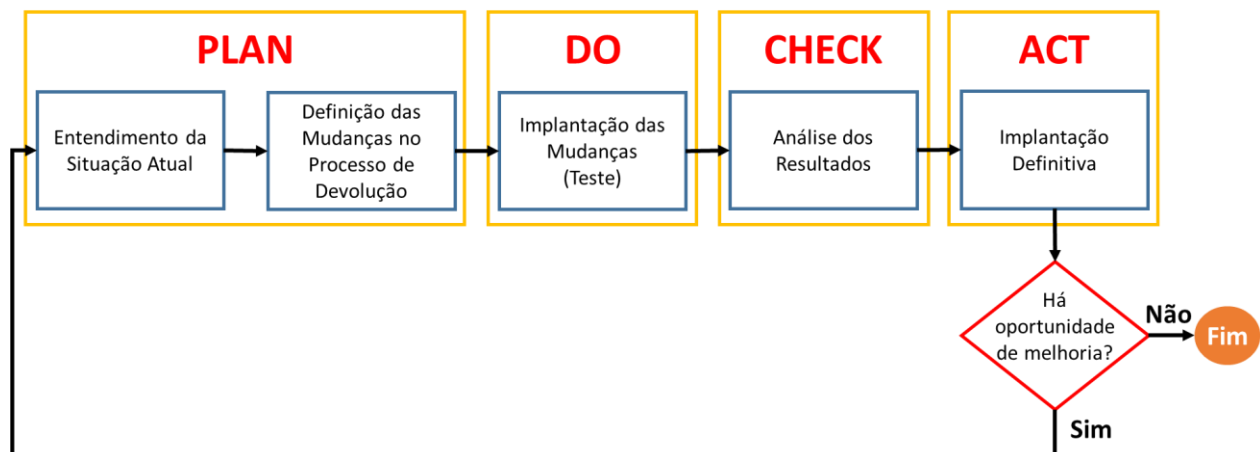 PLAN
DO
CHECK
ACT
Entendimento da
Situação Atual
Definição das
Mudanças no
Processo de
Devolução
Implantação das
Mudanças
(Teste)
Análise dos
Resultados
Implantação
Definitiva
Há
oportunidade
de melhoria?
Não
Fim
Sim